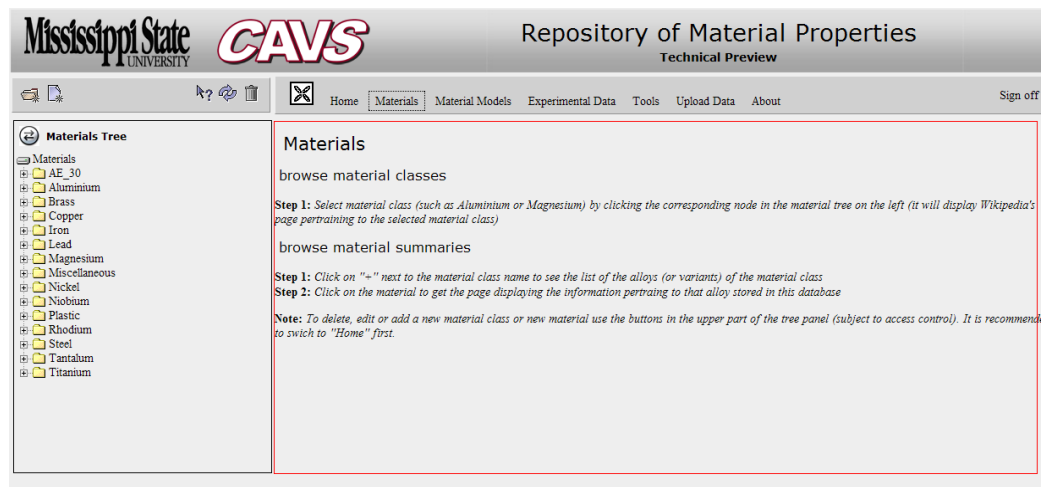 Mississippi State
UNIVERSITY
CAVS
Repository of Material Properties
Technical Preview
Home Materials Material Models Experimental Data Tools Upload Data About Sign off
Materials Tree
Materials
AE_30
Aluminium
Brass
Copper
Iron
Lead
Magnesium
Miscellaneous
Nickel
Niobium
Plastic
Rhodium
Steel
Tantalum
Titanium
Materials
browse material classes
Step 1: Select material class (such as Aluminium or Magnesium) by clicking the corresponding node in the material tree on the left (it will display Wikipedia's
page pertraining to the selected material class)
browse material summaries
Step 1: Click on "+" next to the material class name to see the list of the alloys (or variants) of the material class
Step 2: Click on the material to get the page displaying the information pertraing to that alloy stored in this database
Note: To delete, edit or add a new material class or new material use the buttons in the upper part of the tree panel (subject to access control). It is recommende
to swich to "Home" first.